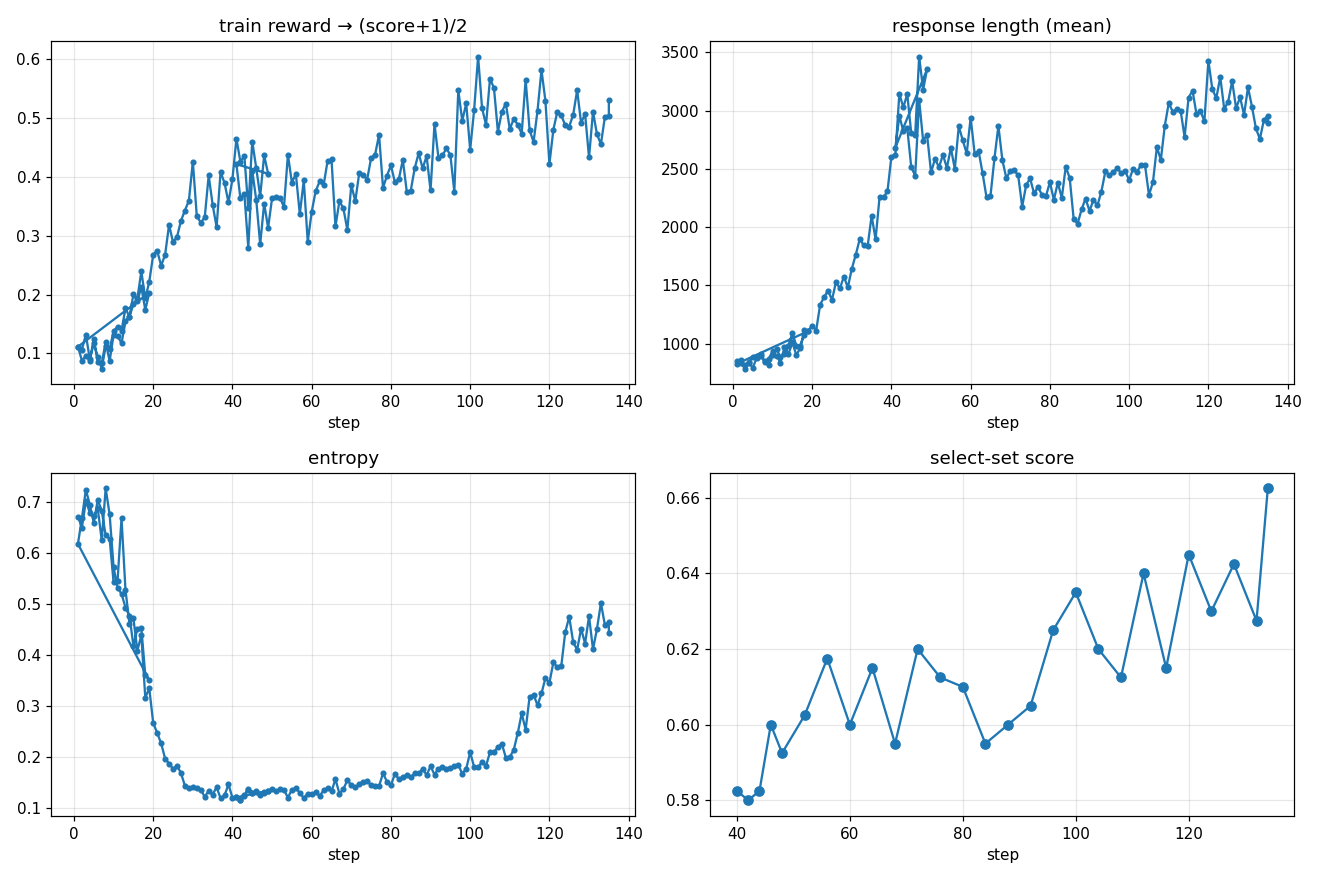 train reward → (score+1)/2
0.6
0.5
0.4
0.3
0.2
0.1
0 20 40 60 80 100 120 140
step
response length (mean)
3500
3000
2500
2000
1500
1000
0 20 40 60 80 100 120 140
step
entropy
0.7
0.6
0.5
0.4
0.3
0.2
0.1
0 20 40 60 80 100 120 140
step
select-set score
0.66
0.64
0.62
0.60
0.58
40 60 80 100 120
step